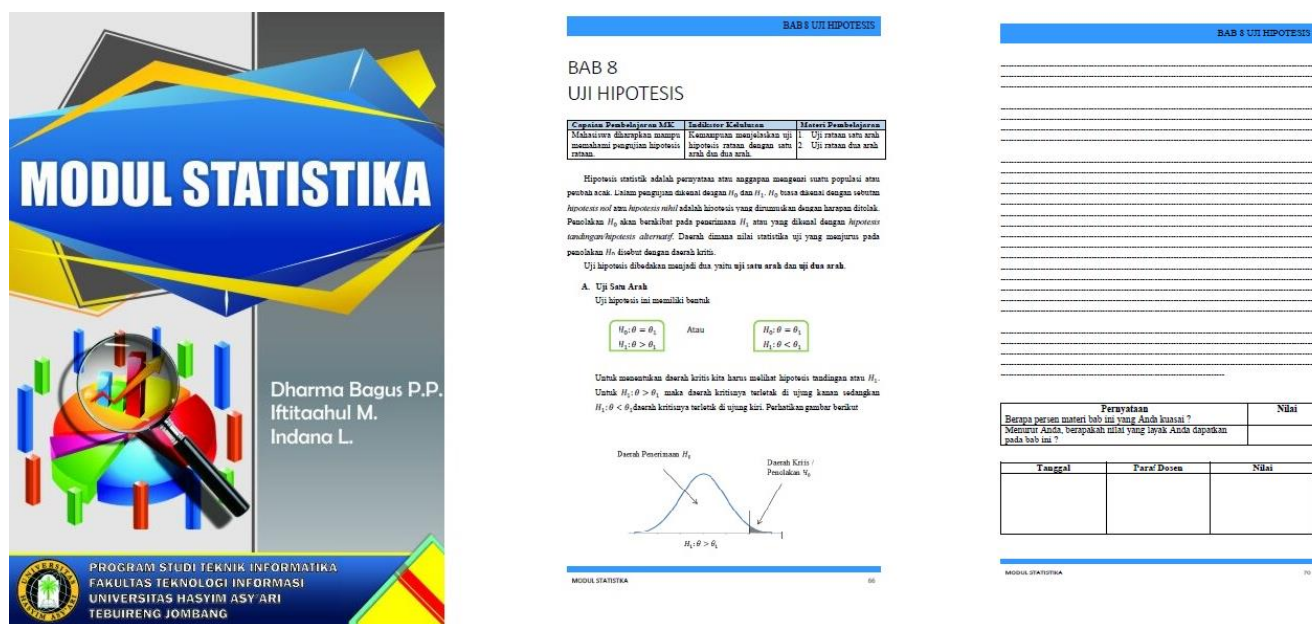 MODUL STATISTIKA
Dharma Bagus P.P.
Iftitaahul M.
Indana L.
UNIVERSITAS
HASYIM ASY'ARI
PROGRAM STUDI TEKNIK INFORMATIKA
FAKULTAS TEKNOLOGI INFORMASI
UNIVERSITAS HASYIM ASY'ARI
TEBUIRENG JOMBANG
BAB 8 UJI HIPOTESIS
BAB 8
UJI HIPOTESIS
Capaian Pembelajaran MK Indikator Kelulusan Materi Pembelajaran
Mahasiswa diharapkan mampu Kemampuan menjelaskan uji 1 Uji rataan satu arah
memahami pengujian hipotesis hipotesis rataan dengan satu 2 Uji rataan dua arah
rataan. arah dan dua arah.
Hipotesis statistik adalah pernyataan atau anggapan mengenai suatu populasi atau
peubah acak. Dalam pengujian dikenal dengan H₀ dan H₁. H₀ biasa dikenal dengan sebutan
hipotesis nol atau hipotesis nihil adalah hipotesis yang dirumuskan dengan harapan ditolak.
Penolakan H₀ akan berakibat pada penerimaan H₁ atau yang dikenal dengan hipotesis
tandingan/hipotesis alternatif. Daerah dimana nilai statistika uji yang menjurus pada
penolakan H₀ disebut dengan daerah kritis.
Uji hipotesis dibedakan menjadi dua, yaitu uji satu arah dan uji dua arah.
A. Uji Satu Arah
Uji hipotesis ini memiliki bentuk
H₀: θ = θ₁ Atau H₀: θ = θ₁
H₁: θ > θ₁ H₁: θ < θ₁
Untuk menentukan daerah kritis kita harus melihat hipotesis tandingan atau H₁.
Untuk H₁: θ > θ₁ maka daerah kritisnya terletak di ujung kanan sedangkan
H₁: θ < θ₁ daerah kritisnya terletak di ujung kiri. Perhatikan gambar berikut
Daerah Penerimaan H₀
Daerah Kritis /
Penolakan H₀
H₁: θ > θ₁
MODUL STATISTIKA 66
BAB 8 UJI HIPOTESIS
Pernyataan Nilai
Berapa persen materi bab ini yang Anda kuasai ?
Menurut Anda, berapakah nilai yang layak Anda dapatkan
pada bab ini ?
Tanggal Paraf Dosen Nilai
MODUL STATISTIKA 70